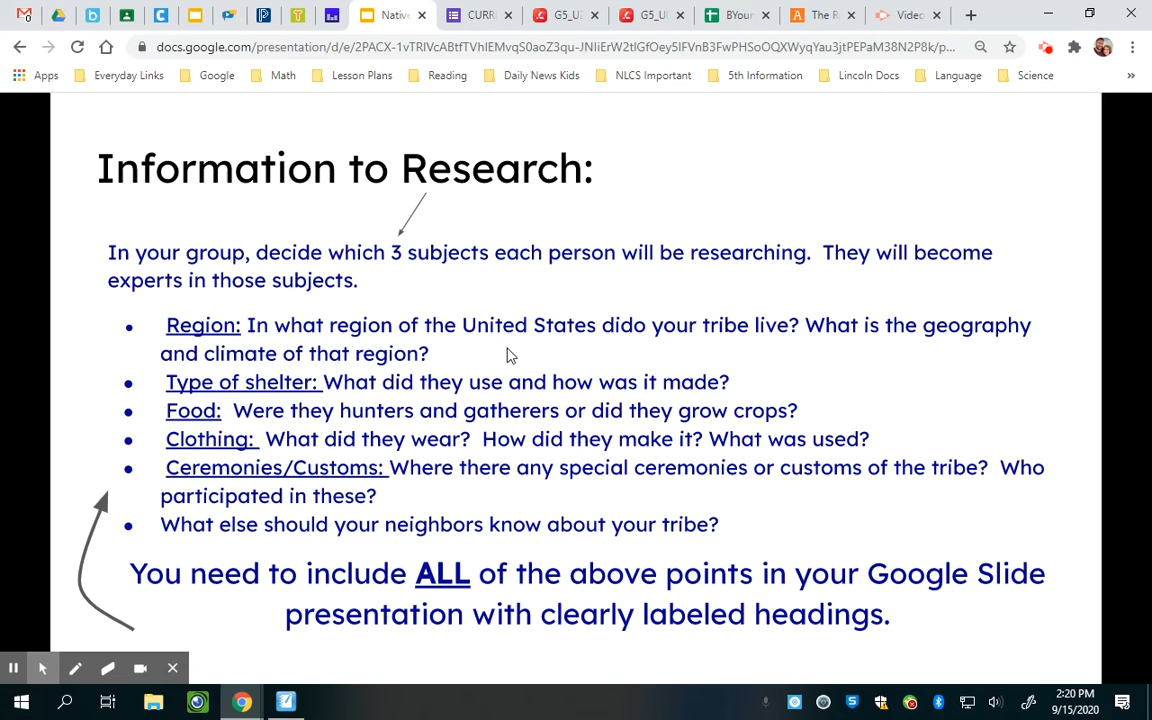 Native
CURRI
G5_U2
G5_U0
BYour
The R
Video
docs.google.com/presentation/d/e/2PACX-1vTRlVcABtfTVhIEMvqS0aoZ3qu-JNIiErW2tlGfOey5IFVnB3FwPHSoOQXWyqYau3jtPEPaM38N2P8k/p...
Apps Everyday Links Google Math Lesson Plans Reading Daily News Kids NLCS Important 5th Information Lincoln Docs Language Science
Information to Research:
In your group, decide which 3 subjects each person will be researching. They will become
experts in those subjects.
Region: In what region of the United States dido your tribe live? What is the geography
and climate of that region?
Type of shelter: What did they use and how was it made?
Food: Were they hunters and gatherers or did they grow crops?
Clothing: What did they wear? How did they make it? What was used?
Ceremonies/Customs: Where there any special ceremonies or customs of the tribe? Who
participated in these?
What else should your neighbors know about your tribe?
You need to include ALL of the above points in your Google Slide
presentation with clearly labeled headings.
2:20 PM
9/15/2020